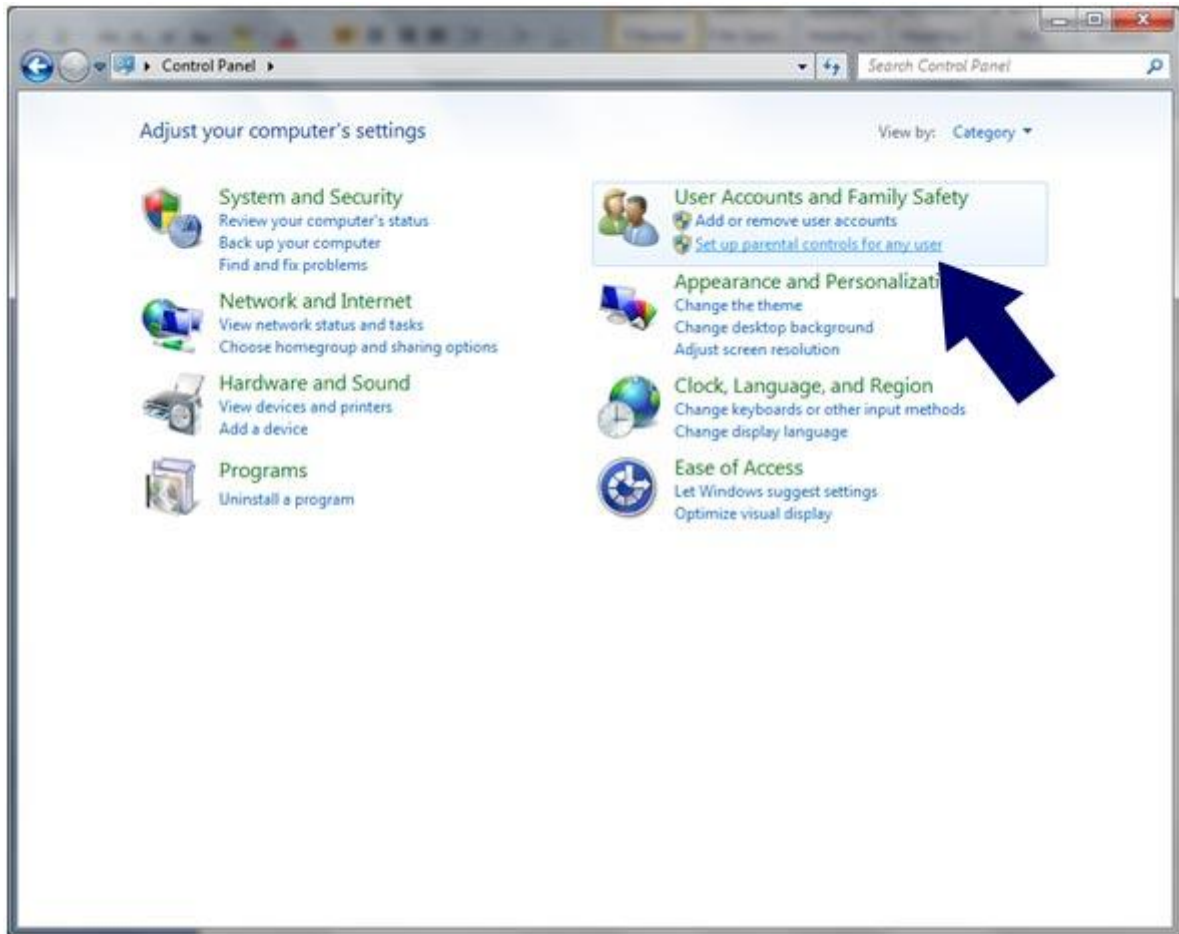 Control Panel
Search Control Panel
Adjust your computer's settings
View by: Category
System and Security
Review your computer's status
Back up your computer
Find and fix problems
Network and Internet
View network status and tasks
Choose homegroup and sharing options
Hardware and Sound
View devices and printers
Add a device
Programs
Uninstall a program
User Accounts and Family Safety
Add or remove user accounts
Set up parental controls for any user
Appearance and Personalizati
Change the theme
Change desktop background
Adjust screen resolution
Clock, Language, and Region
Change keyboards or other input methods
Change display language
Ease of Access
Let Windows suggest settings
Optimize visual display